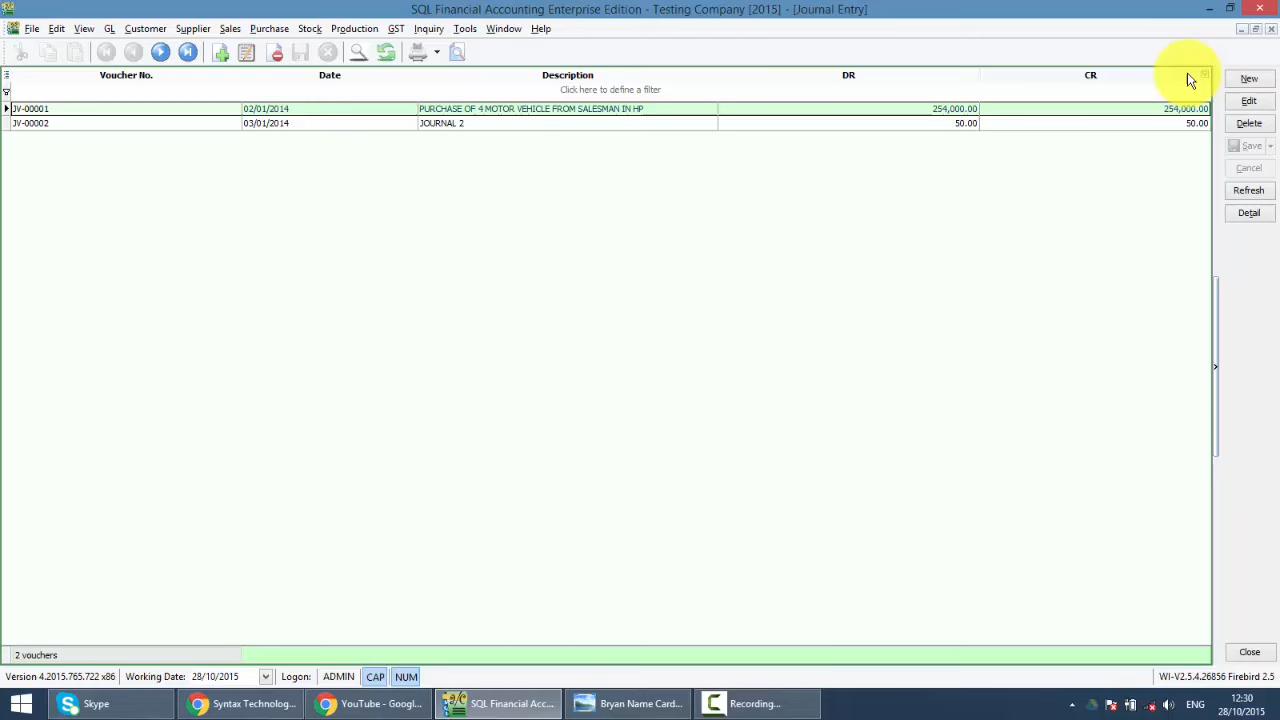 SQL Financial Accounting Enterprise Edition - Testing Company [2015] - [Journal Entry]
File Edit View GL Customer Supplier Sales Purchase Stock Production GST Inquiry Tools Window Help
Voucher No. Date Description DR CR
Click here to define a filter
JV-00001 02/01/2014 PURCHASE OF 4 MOTOR VEHICLE FROM SALESMAN IN HP 254,000.00 254,000.00
JV-00002 03/01/2014 JOURNAL 2 50.00 50.00
New
Edit
Delete
Save
Cancel
Refresh
Detail
2 vouchers
Close
Version 4.2015.765.722 x86 Working Date: 28/10/2015 Logon: ADMIN CAP NUM WI-V2.5.4.26856 Firebird 2.5
Skype Syntax Technolog... YouTube - Googl... SQL Financial Acc... Bryan Name Card... Recording... ENG 12:30
28/10/2015